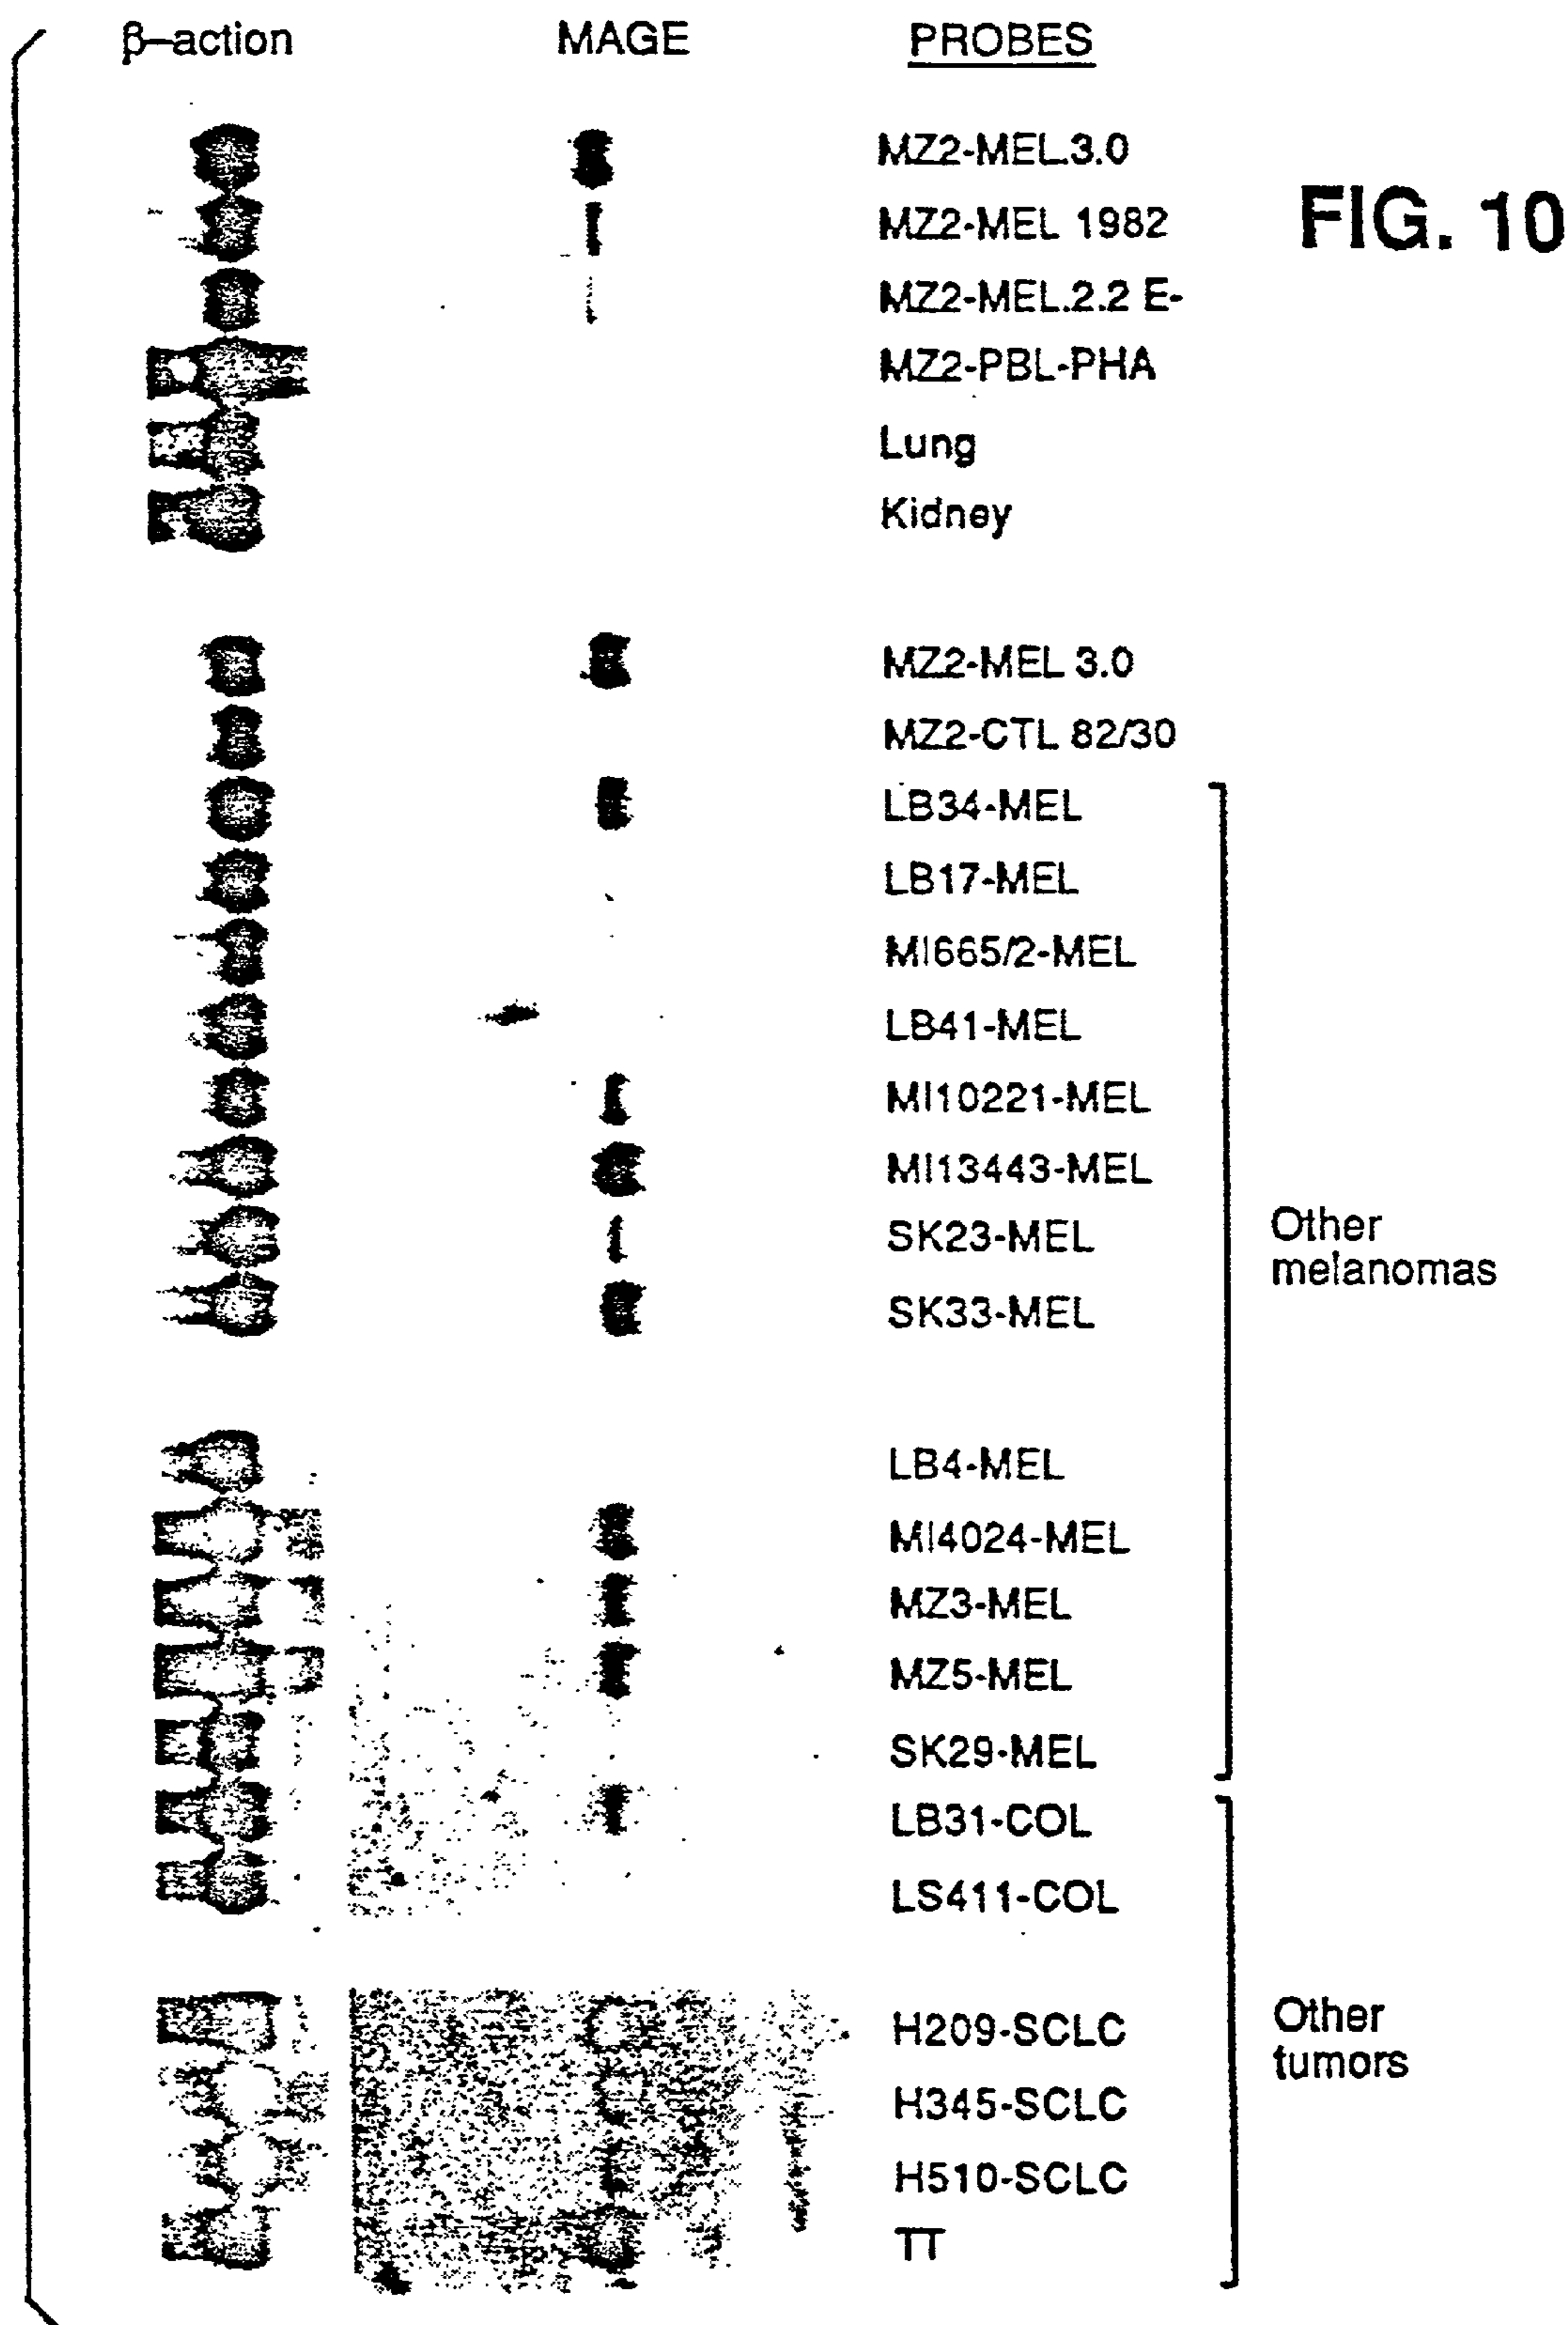 β–action MAGE PROBES
MZ2-MEL.3.0
MZ2-MEL 1982
FIG. 10
MZ2-MEL.2.2 E-
MZ2-PBL-PHA
Lung
Kidney
MZ2-MEL 3.0
MZ2-CTL 82/30
LB34-MEL
LB17-MEL
MI665/2-MEL
LB41-MEL
MI10221-MEL
MI13443-MEL
SK23-MEL
SK33-MEL
Other
melanomas
LB4-MEL
MI4024-MEL
MZ3-MEL
MZ5-MEL
SK29-MEL
LB31-COL
LS411-COL
H209-SCLC
H345-SCLC
H510-SCLC
TT
Other
tumors